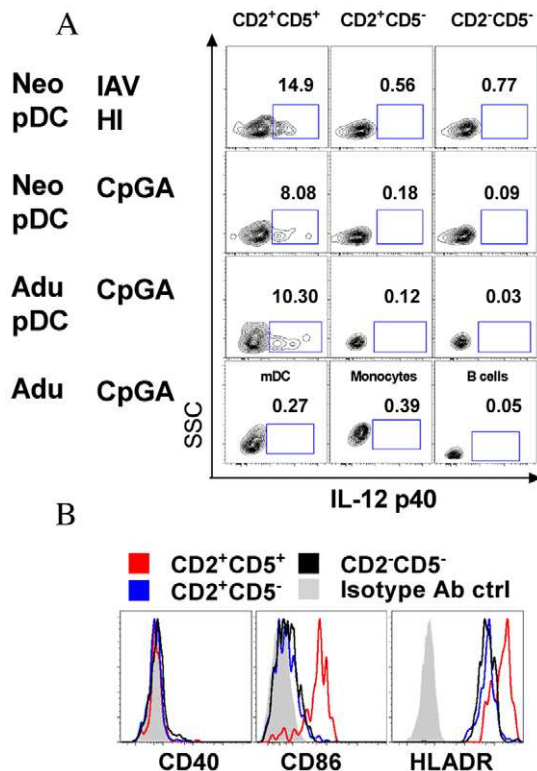 A
CD2⁺CD5⁺ CD2⁺CD5⁻ CD2⁻CD5⁻
Neo pDC IAV HI 14.9 0.56 0.77
Neo pDC CpGA 8.08 0.18 0.09
Adu pDC CpGA 10.30 0.12 0.03
Adu CpGA
mDC Monocytes B cells
0.27 0.39 0.05
SSC
IL-12 p40
B
CD2⁺CD5⁺ CD2⁻CD5⁻
CD2⁺CD5⁻ Isotype Ab ctrl
CD40 CD86 HLADR